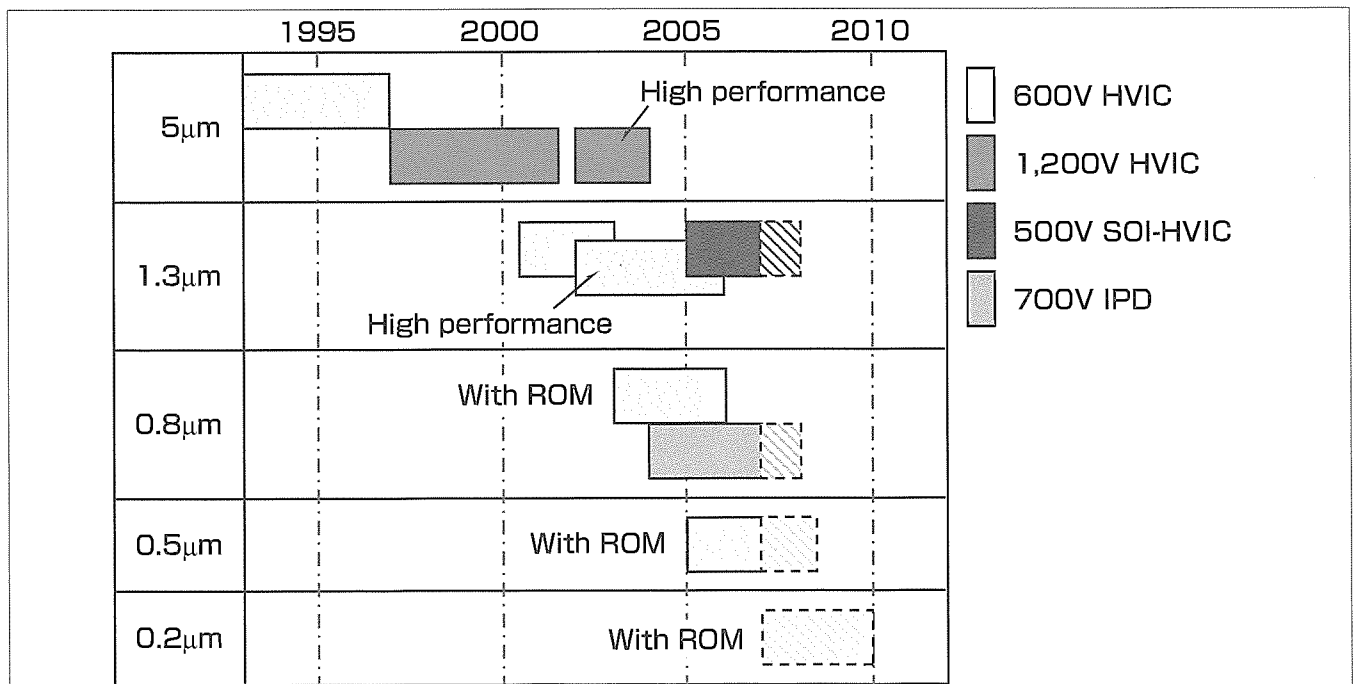 1995 2000 2005 2010
5μm
High performance
1.3μm
High performance
0.8μm
With ROM
0.5μm
With ROM
0.2μm
With ROM
600V HVIC
1,200V HVIC
500V SOI-HVIC
700V IPD